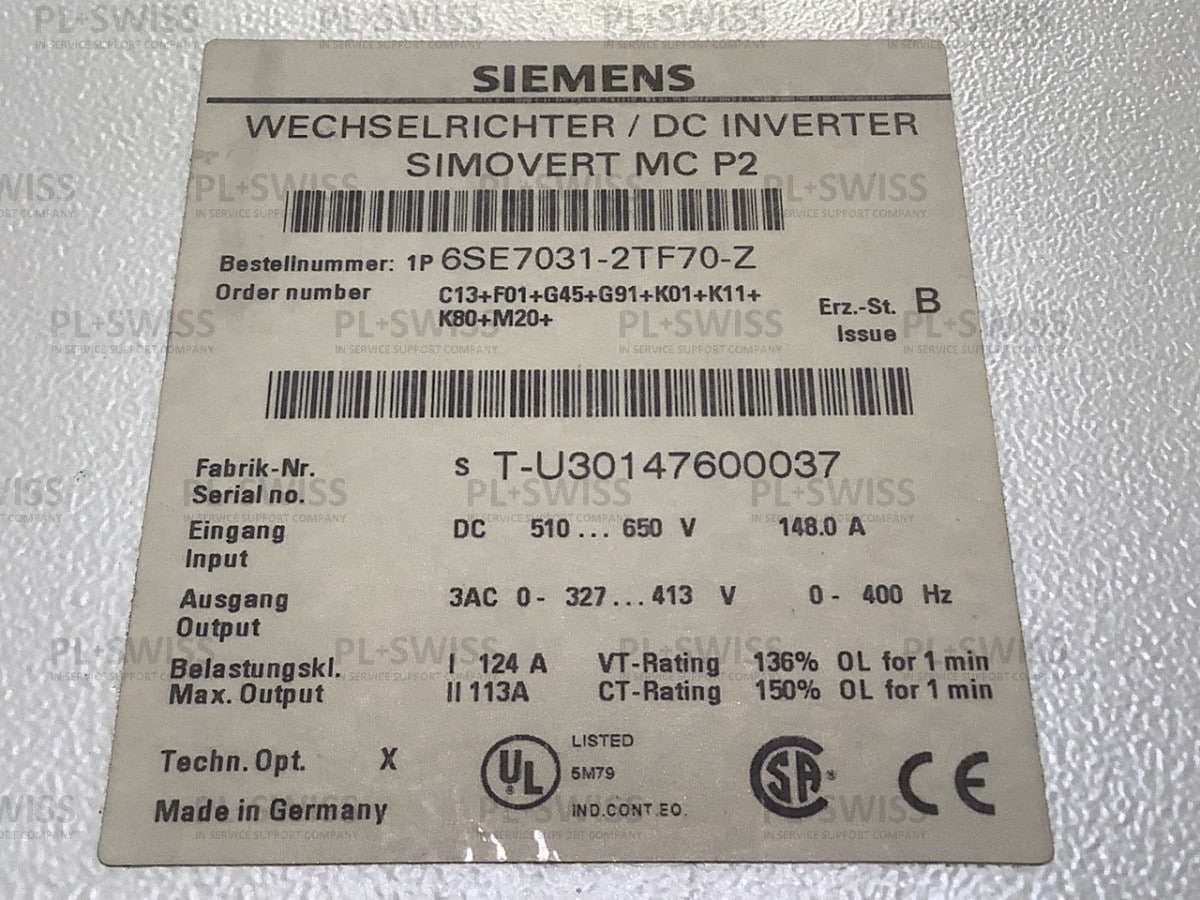 SIEMENS
WECHSELRICHTER / DC INVERTER
SIMOVERT MC P2
Bestellnummer: 1P 6SE7031-2TF70-Z
Order number C13+F01+G45+G91+K01+K11+
K80+M20+
Erz.-St. B
Issue
Fabrik-Nr. S T-U30147600037
Serial no.
Eingang DC 510... 650 V 148.0 A
Input
Ausgang 3AC 0- 327...413 V 0- 400 Hz
Output
Belastungskl. I 124 A VT-Rating 136% OL for 1 min
Max. Output II 113A CT-Rating 150% OL for 1 min
Techn. Opt. X
UL LISTED
5M79
IND.CONT.EQ.
SA CE
Made in Germany
PL+SWISS
IN SERVICE SUPPORT COMPANY